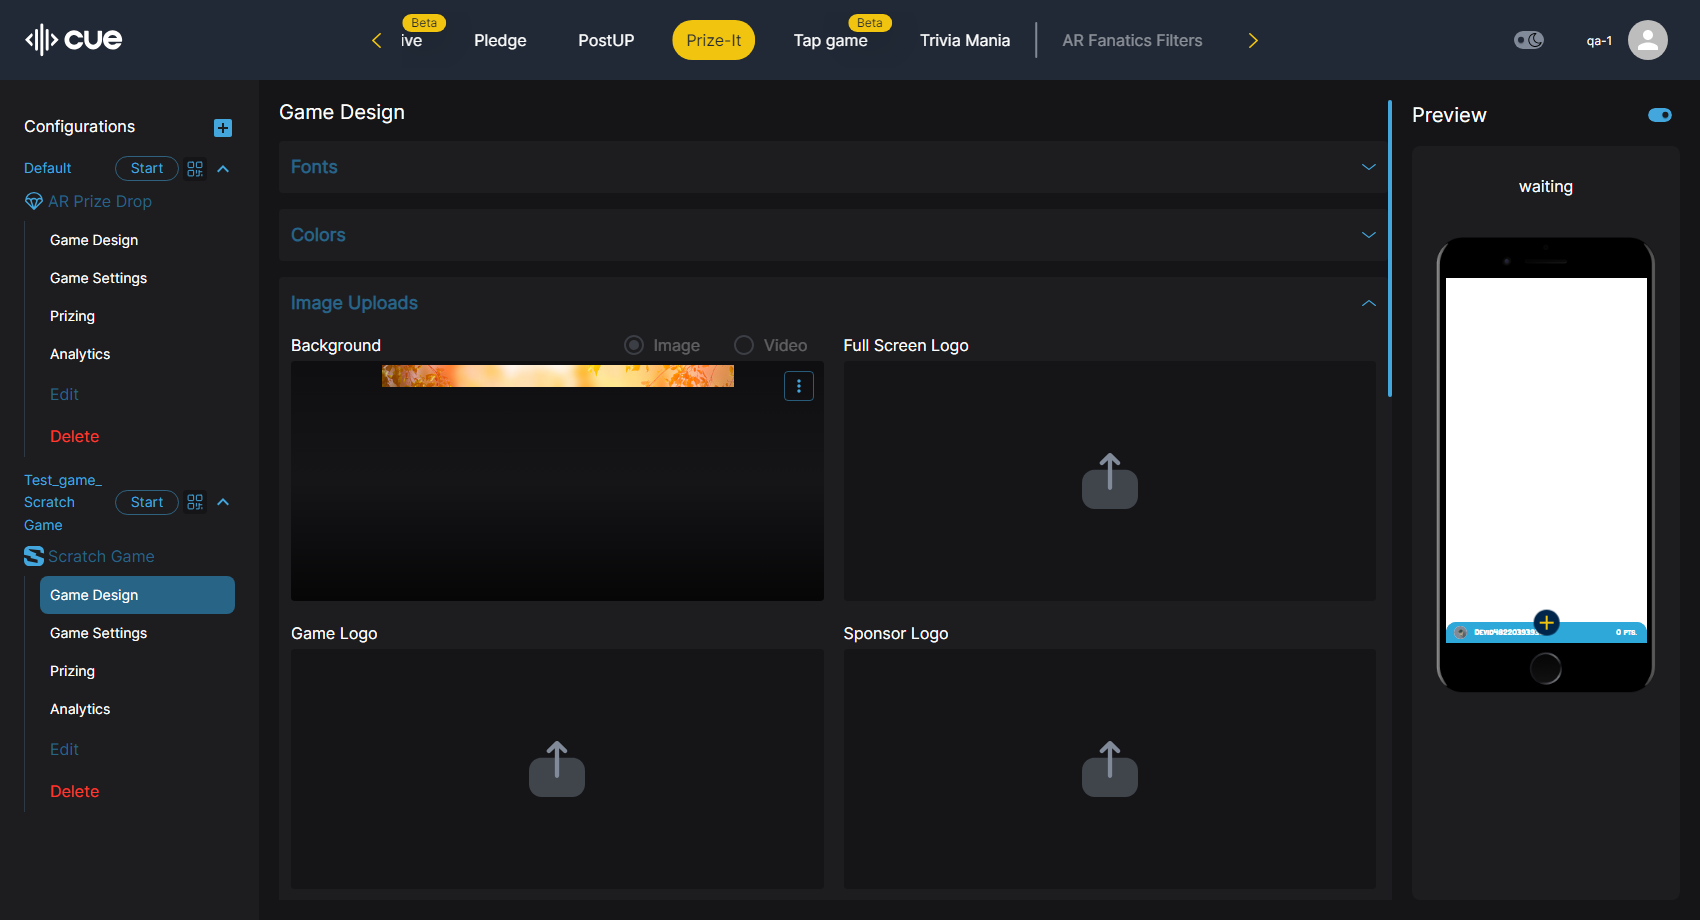 cue
Beta
ive
Pledge
PostUP
Prize-It
Beta
Tap game
Trivia Mania
AR Fanatics Filters
qa-1
Configurations
Default
Start
AR Prize Drop
Game Design
Game Settings
Prizing
Analytics
Edit
Delete
Test_game_
Scratch
Game
Start
Scratch Game
Game Design
Game Settings
Prizing
Analytics
Edit
Delete
Game Design
Fonts
Colors
Image Uploads
Background
Image
Video
Full Screen Logo
Game Logo
Sponsor Logo
Preview
waiting
0 PTS.